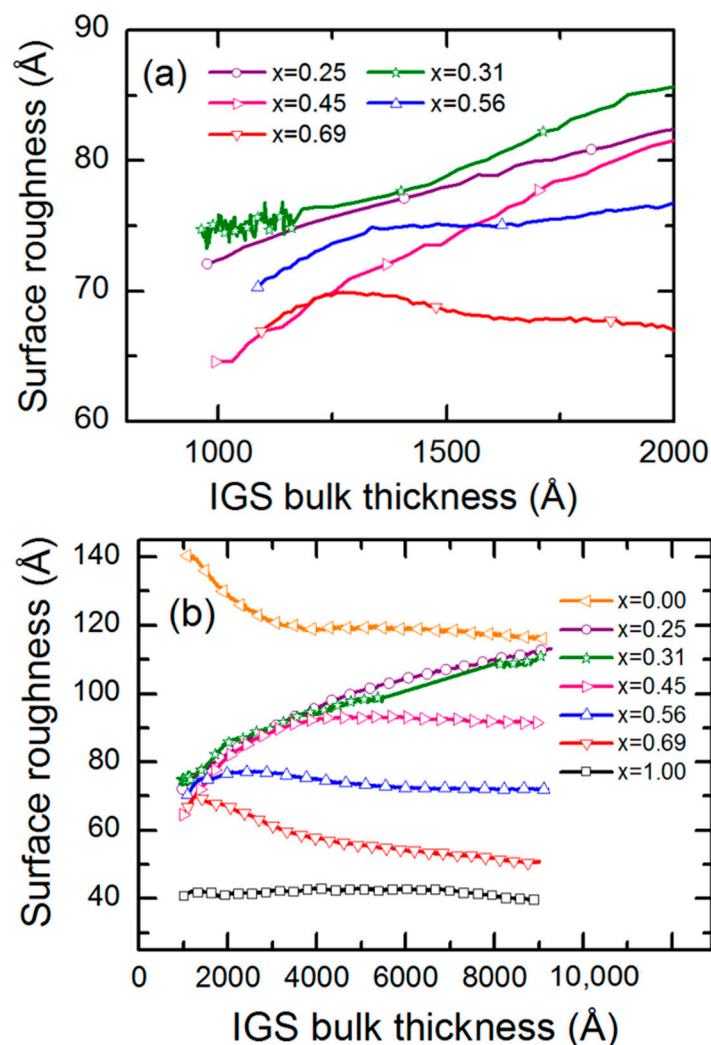 90
80
70
60
Surface roughness (Å)
(a)
x=0.25 x=0.31
x=0.45 x=0.56
x=0.69
1000 1500 2000
IGS bulk thickness (Å)
140
120
100
80
60
40
Surface roughness (Å)
(b)
x=0.00
x=0.25
x=0.31
x=0.45
x=0.56
x=0.69
x=1.00
0 2000 4000 6000 8000 10,000
IGS bulk thickness (Å)